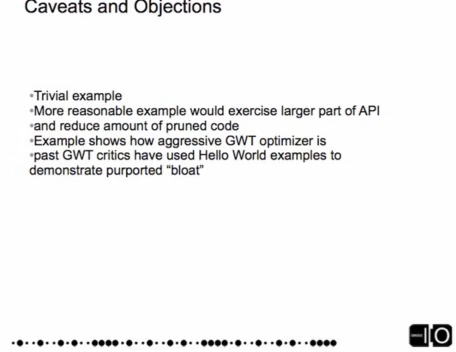 Caveats and Objections
•Trivial example
•More reasonable example would exercise larger part of API
•and reduce amount of pruned code
•Example shows how aggressive GWT optimizer is
•past GWT critics have used Hello World examples to
demonstrate purported “bloat”
IO